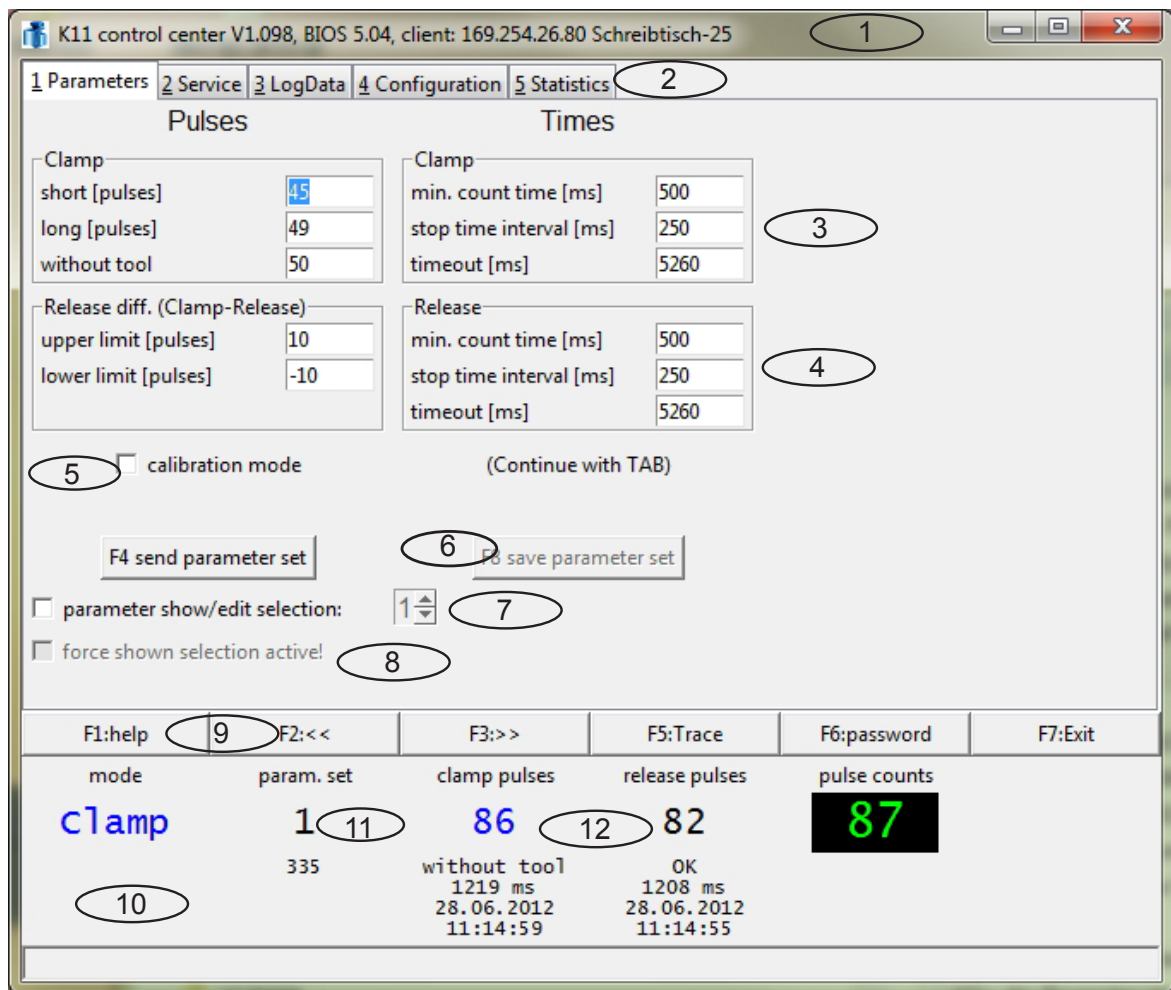 K11 control center V1.098, BIOS 5.04, client: 169.254.26.80 Schreibtisch-25 1
1 Parameters 2 Service 3 LogData 4 Configuration 5 Statistics 2
Pulses Times
Clamp Clamp
short [pulses] 45 min. count time [ms] 500
long [pulses] 49 stop time interval [ms] 250 3
without tool 50 timeout [ms] 5260
Release diff. (Clamp-Release) Release
upper limit [pulses] 10 min. count time [ms] 500
lower limit [pulses] -10 stop time interval [ms] 250 4
timeout [ms] 5260
5 calibration mode (Continue with TAB)
F4 send parameter set 6 F8 save parameter set
parameter show/edit selection: 1 7
force shown selection active! 8
F1:help 9 F2:<< F3:>> F5:Trace F6:password F7:Exit
mode param. set clamp pulses release pulses pulse counts
Clamp 1 11 86 12 82 87
335 without tool OK
1219 ms 1208 ms
10 28.06.2012 28.06.2012
11:14:59 11:14:55